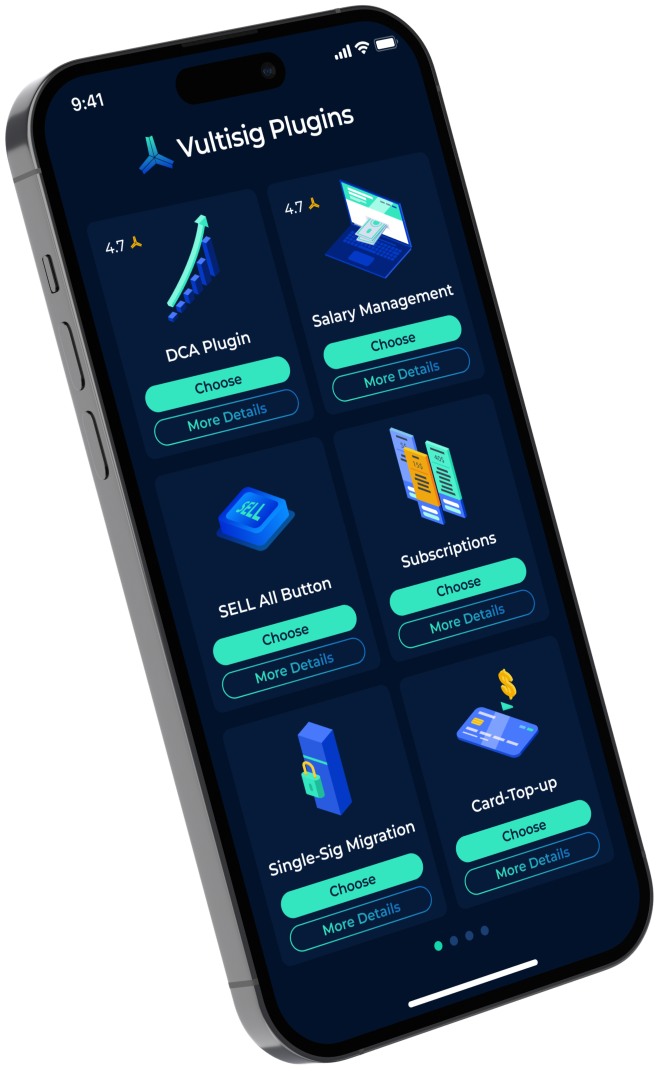 9:41
Vultisig Plugins
4.7
DCA Plugin
Choose
More Details
4.7
Salary Management
Choose
More Details
SELL
SELL All Button
Choose
More Details
15$
40$
Subscriptions
Choose
More Details
Single-Sig Migration
Choose
More Details
$
Card-Top-up
Choose
More Details